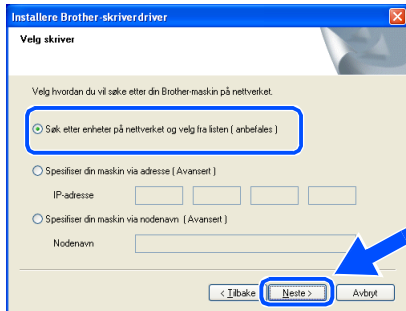 Installere Brother-skriverdriver
Velg skriver
Velg hvordan du vil søke etter din Brother-maskin på nettverket.
Søk etter enheter på nettverket og velg fra listen ( anbefales )
Spesifiser din maskin via adresse ( Avansert )
IP-adresse
Spesifiser din maskin via nodenavn ( Avansert )
Nodenavn
< Tilbake Neste > Avbryt